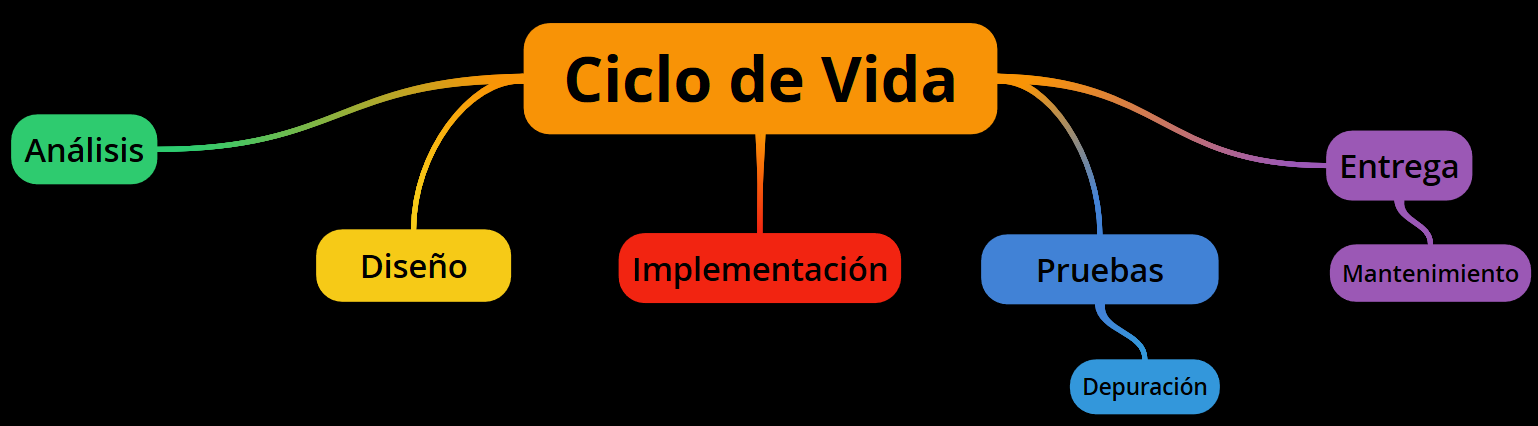 Ciclo de Vida
Análisis
Diseño
Implementación
Pruebas
Depuración
Entrega
Mantenimiento